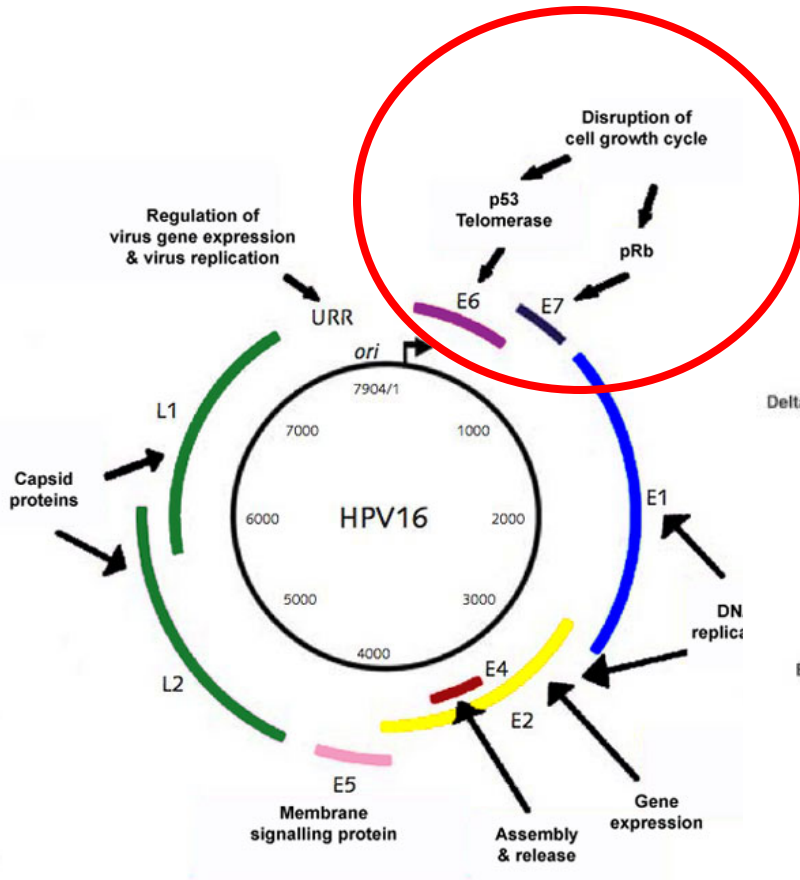 Disruption of
cell growth cycle
p53
Telomerase
pRb
Regulation of
virus gene expression
& virus replication
URR
E6
E7
ori
7904/1
L1
7000
1000
Capsid
proteins
6000
HPV16
2000
E1
5000
3000
4000
L2
E4
E2
E5
Membrane
signalling protein
Assembly
& release
Gene
expression